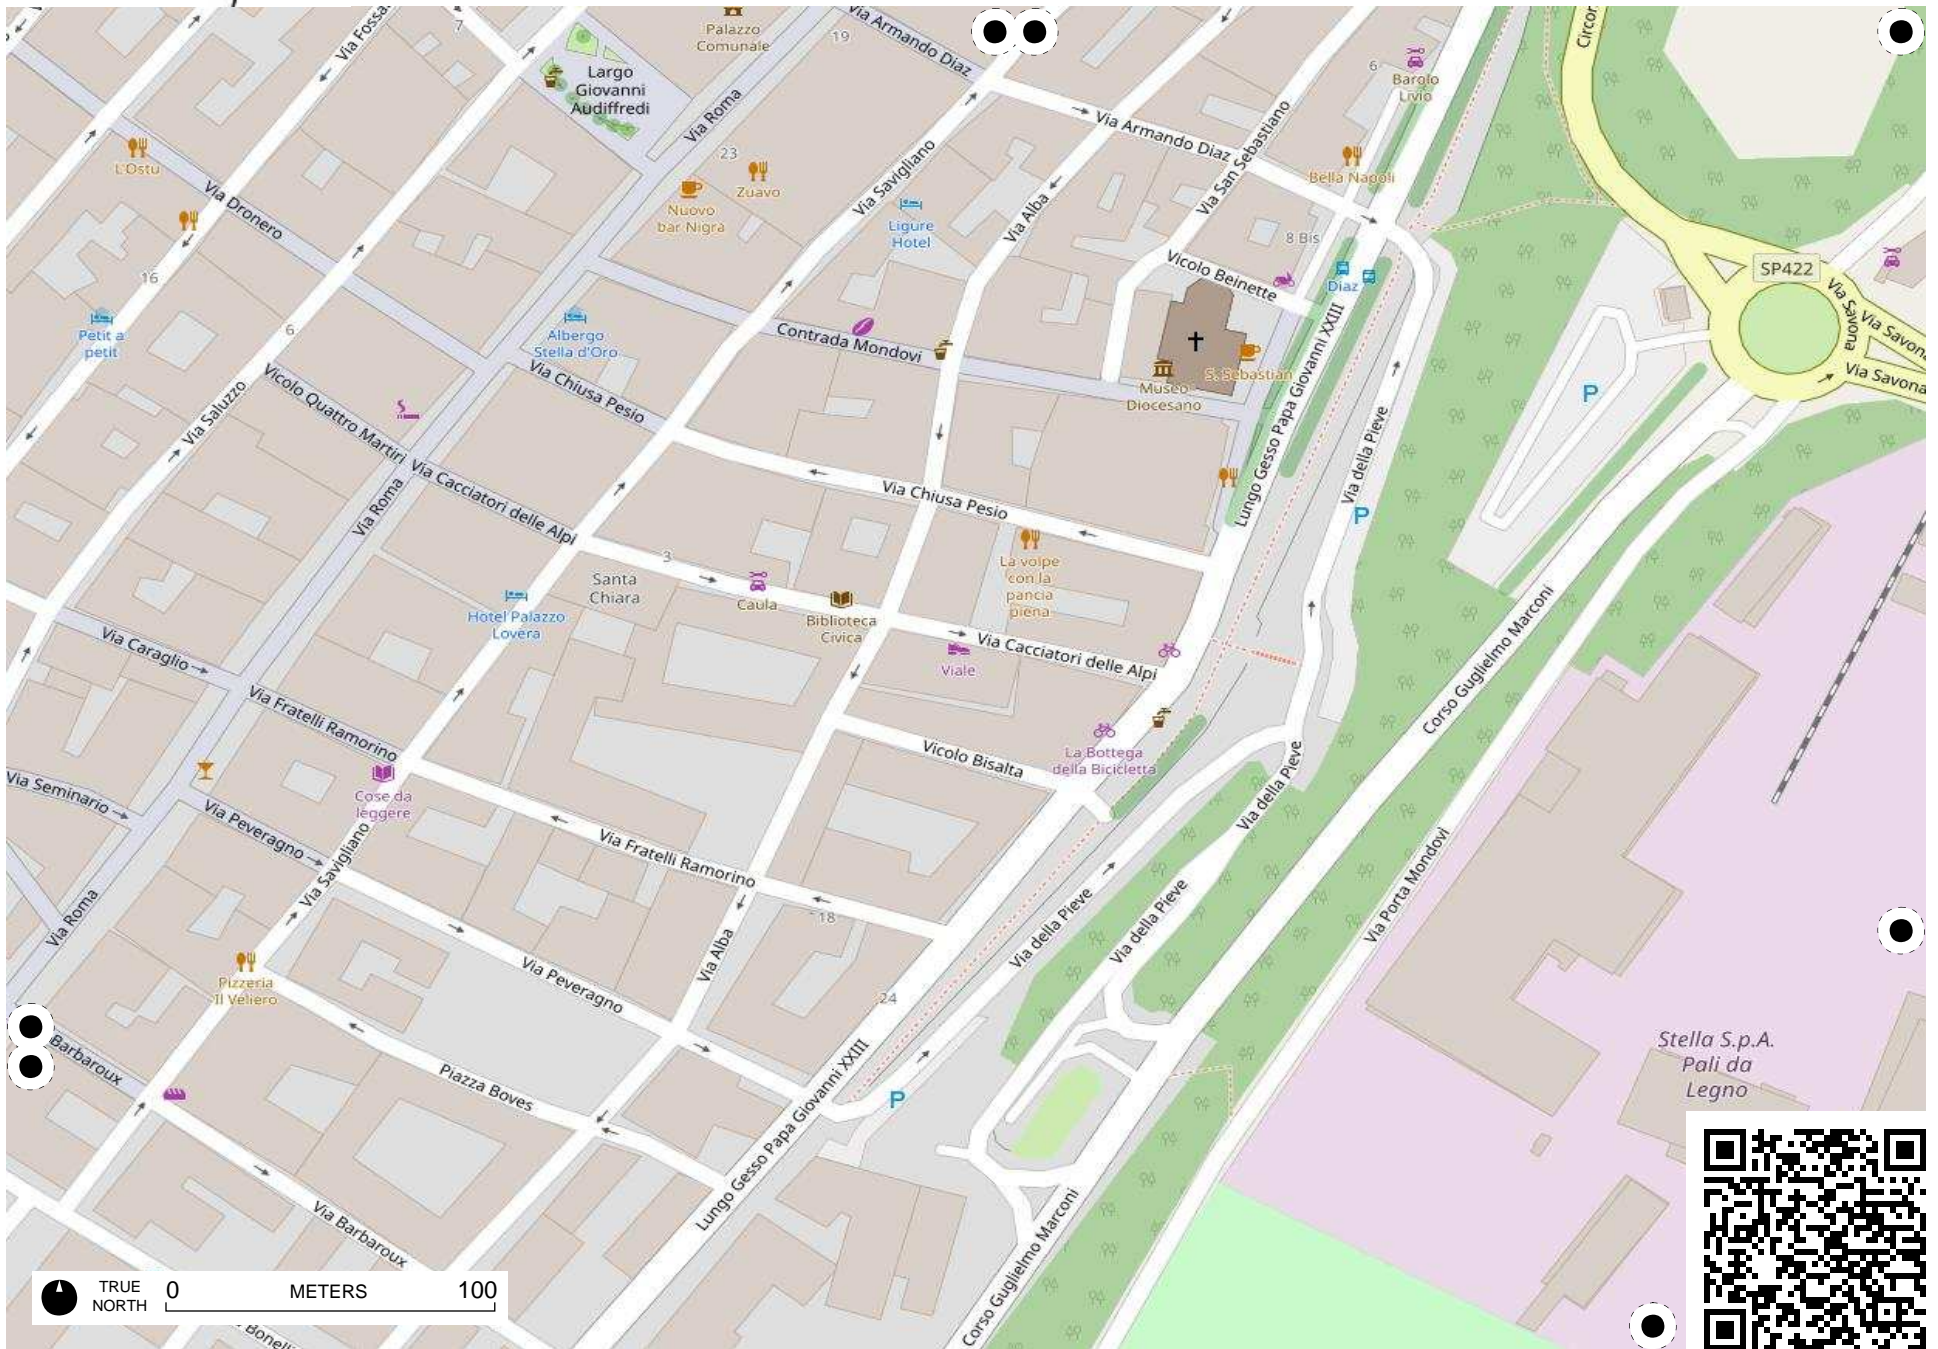 Via Fossa
7
Palazzo
Comunale
19
Via Armando Diaz
Largo
Giovanni
Audiffredi
Via Roma
6
Barolo
Livio
Circon
L'Ostu
Via Dronero
23
Zuavo
Nuovo
bar Nigra
Via Savigliano
Ligure
Hotel
Via Alba
Via Armando Diaz
Via San Sebastiano
Bella Napoli
8 Bis
Vicolo Beinette
Diaz
SP422
Via Savona
Via Savona
Via Savona
16
Petit a
petit
6
Albergo
Stella d'Oro
Contrada Mondovì
Museo
Diocesano
S. Sebastian
Lungo Gesso Papa Giovanni XXIII
Via della Pieve
P
P
Via Saluzzo
Vicolo Quattro Martiri
Via Chiusa Pesio
Via Cacciatori delle Alpi
Via Roma
Via Chiusa Pesio
La volpe
con la
pancia
piena
Santa
Chiara
3
Caula
Biblioteca
Civica
Hotel Palazzo
Lovera
Via Cacciatori delle Alpi
Viale
Via Caraglio
Via Fratelli Ramorino
Corso Guglielmo Marconi
Vicolo Bisalta
La Bottega
della Bicicletta
Via della Pieve
Via Seminario
Cose da
leggere
Via Peveragno
Via Savigliano
Via Fratelli Ramorino
Via Porta Mondovì
Via Roma
18
Via Alba
Via della Pieve
Via della Pieve
Pizzeria
Il Veliero
Via Peveragno
24
Barbaroux
Piazza Boves
Lungo Gesso Papa Giovanni XXIII
P
Stella S.p.A.
Pali da
Legno
Via Barbaroux
Corso Guglielmo Marconi
TRUE
NORTH
0 METERS 100
Bonelli